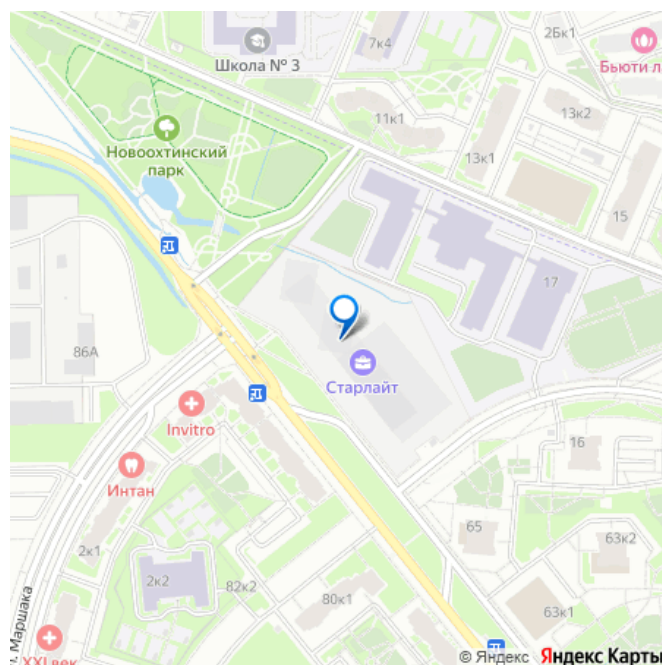 7к4
2Бк1
Школа № 3
Бьюти л
11к1
13к2
Новоохтинский
парк
13к1
15
17
86А
Старлайт
Invitro
16
Интан
65
2к1
63к2
2к2
82к2
80к1
63к1
. Маршака
XXI век
© Яндекс Яндекс Карты